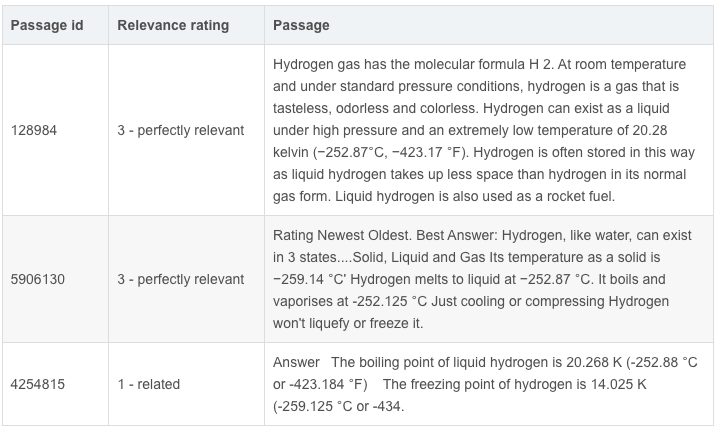 Passage id Relevance rating Passage
Hydrogen gas has the molecular formula H 2. At room temperature
and under standard pressure conditions, hydrogen is a gas that is
tasteless, odorless and colorless. Hydrogen can exist as a liquid
128984 3 - perfectly relevant under high pressure and an extremely low temperature of 20.28
kelvin (−252.87°C, −423.17 °F). Hydrogen is often stored in this way
as liquid hydrogen takes up less space than hydrogen in its normal
gas form. Liquid hydrogen is also used as a rocket fuel.
Rating Newest Oldest. Best Answer: Hydrogen, like water, can exist
in 3 states....Solid, Liquid and Gas Its temperature as a solid is
5906130 3 - perfectly relevant −259.14 °C' Hydrogen melts to liquid at −252.87 °C. It boils and
vaporises at -252.125 °C Just cooling or compressing Hydrogen
won't liquefy or freeze it.
Answer The boiling point of liquid hydrogen is 20.268 K (-252.88 °C
4254815 1 - related or -423.184 °F) The freezing point of hydrogen is 14.025 K
(-259.125 °C or -434.